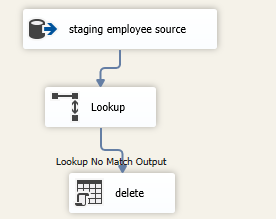 staging employee source
Lookup
Lookup No Match Output
delete